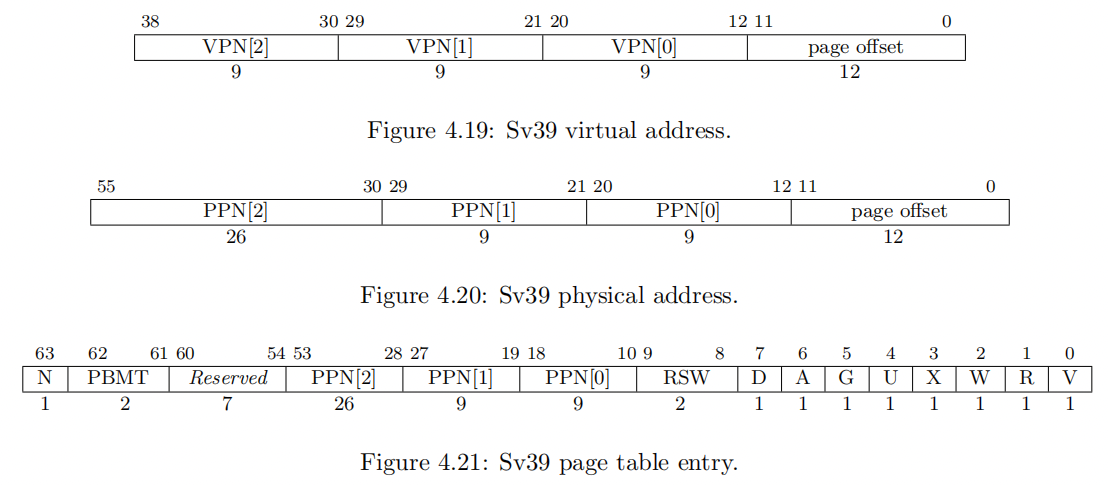 38 30 29 21 20 12 11 0
VPN[2] VPN[1] VPN[0] page offset
9 9 9 12
Figure 4.19: Sv39 virtual address.
55 30 29 21 20 12 11 0
PPN[2] PPN[1] PPN[0] page offset
26 9 9 12
Figure 4.20: Sv39 physical address.
63 62 61 60 54 53 28 27 19 18 10 9 8 7 6 5 4 3 2 1 0
N PBMT Reserved PPN[2] PPN[1] PPN[0] RSW D A G U X W R V
1 2 7 26 9 9 2 1 1 1 1 1 1 1 1
Figure 4.21: Sv39 page table entry.